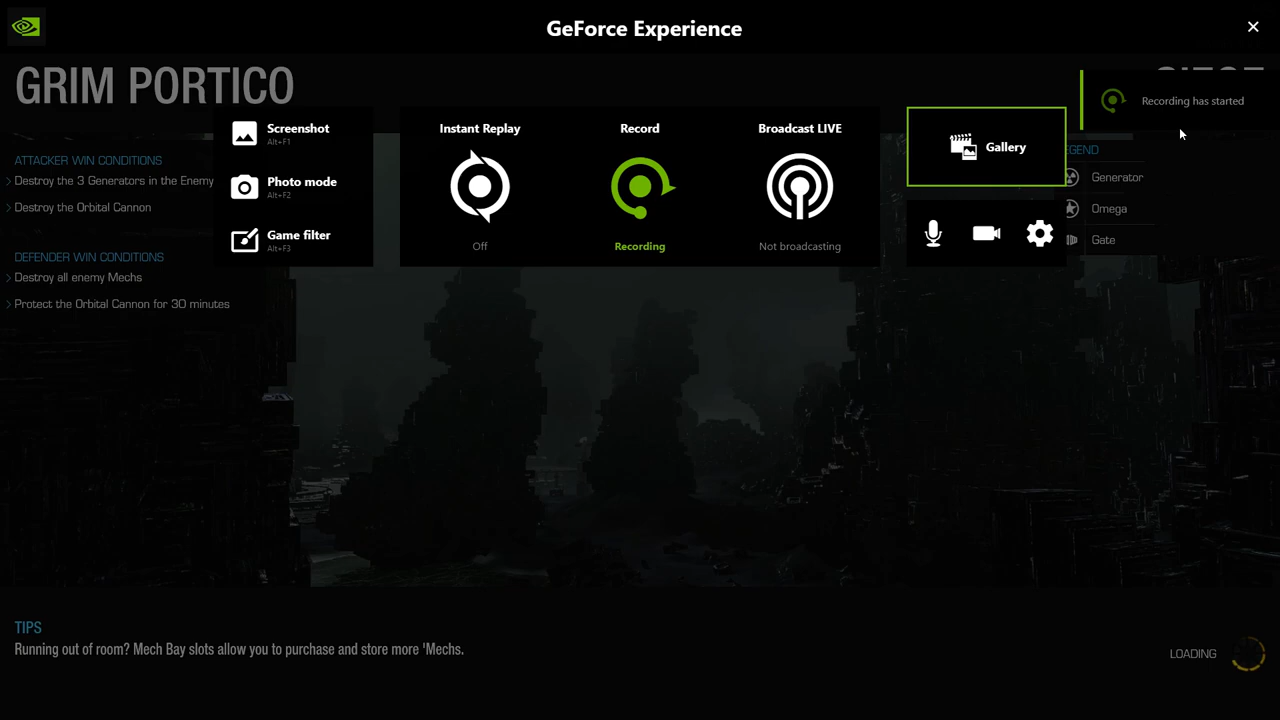 GeForce Experience
GRIM PORTICO
SIEGE
Recording has started
Screenshot
Alt+F1
Photo mode
Alt+F2
Game filter
Alt+F3
Instant Replay
Off
Record
Recording
Broadcast LIVE
Not broadcasting
Gallery
ATTACKER WIN CONDITIONS
> Destroy the 3 Generators in the Enemy
> Destroy the Orbital Cannon
DEFENDER WIN CONDITIONS
> Destroy all enemy Mechs
> Protect the Orbital Cannon for 30 minutes
EGEND
Generator
Omega
Gate
TIPS
Running out of room? Mech Bay slots allow you to purchase and store more 'Mechs.
LOADING